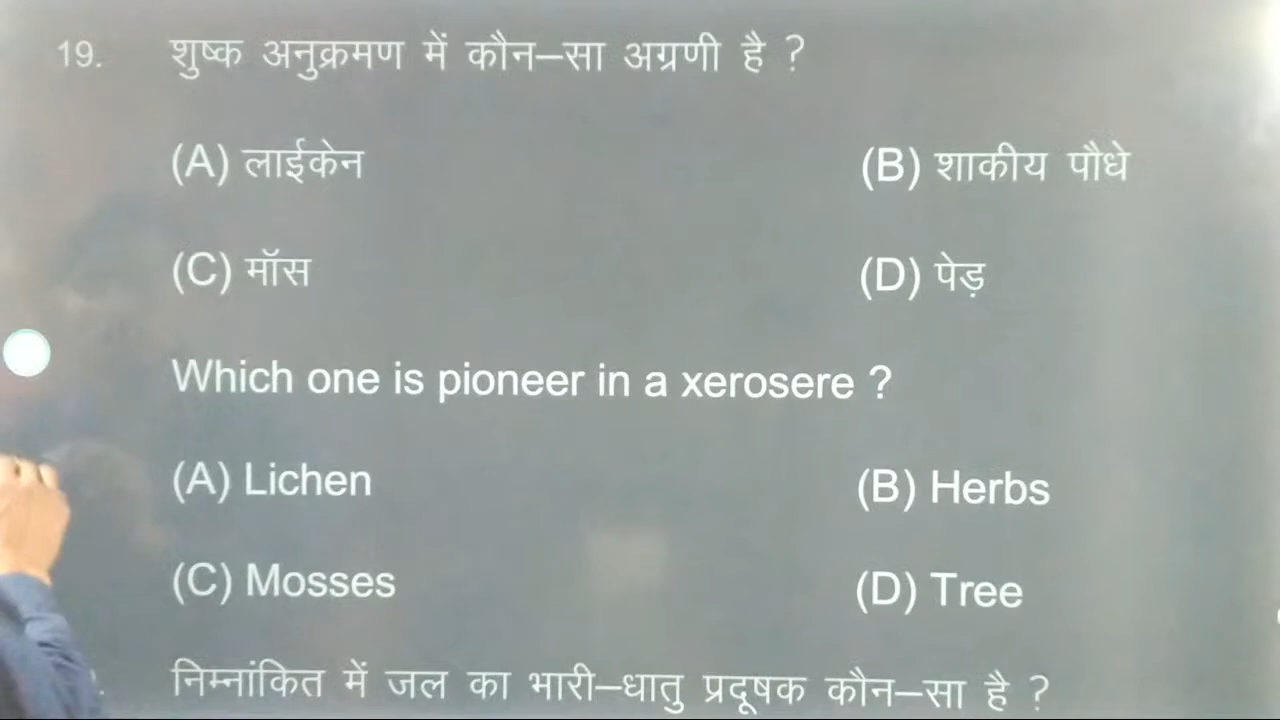 19. शुष्क अनुक्रमण में कौन–सा अग्रणी है ?
(A) लाईकेन (B) शाकीय पौधे
(C) मॉस (D) पेड़
Which one is pioneer in a xerosere ?
(A) Lichen (B) Herbs
(C) Mosses (D) Tree
निम्नांकित में जल का भारी–धातु प्रदूषक कौन–सा है ?